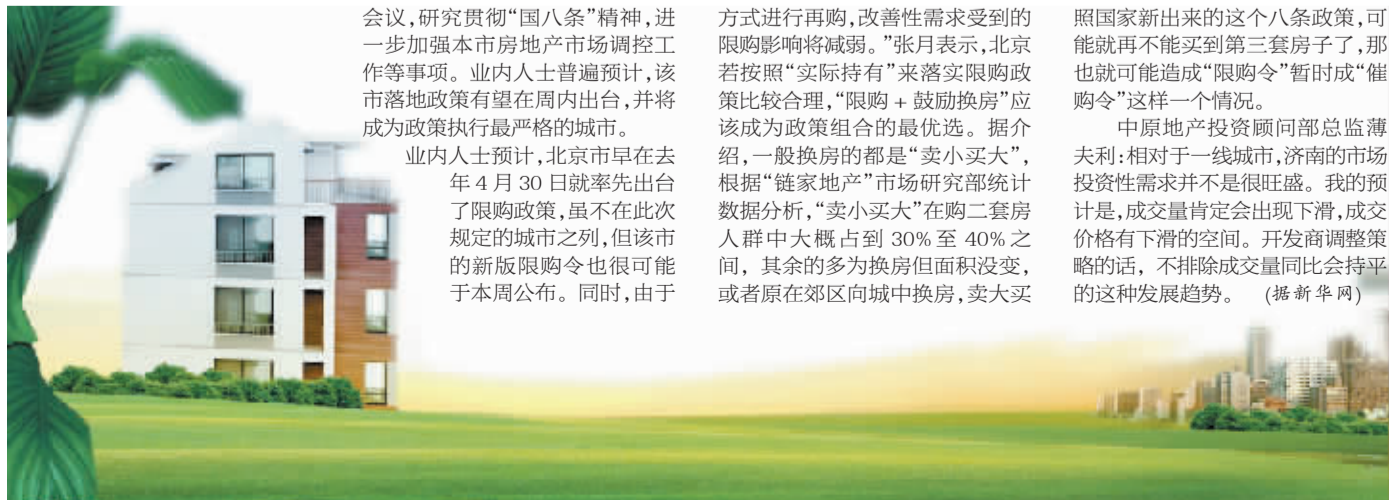 会议，研究贯彻“国八条”精神，进
一步加强本市房地产市场调控工
作等事项。业内人士普遍预计，该
市落地政策有望在周内出台，并将
成为政策执行最严格的城市。
业内人士预计，北京市早在去
年 4 月 30 日就率先出台
了限购政策，虽不在此次
规定的城市之列，但该市
的新版限购令也很可能
于本周公布。同时，由于
方式进行再购，改善性需求受到的
限购影响将减弱。”张月表示，北京
若按照“实际持有”来落实限购政
策比较合理，“限购 + 鼓励换房”应
该成为政策组合的最优选。据介
绍，一般换房的都是“卖小买大”，
根据“链家地产”市场研究部统计
数据分析，“卖小买大”在购二套房
人群中大概占到 30% 至 40% 之
间，其余的多为换房但面积没变，
或者原在郊区向城中换房，卖大买
照国家新出来的这个八条政策，可
能就再不能买到第三套房子了，那
也就可能造成“限购令”暂时成“催
购令”这样一个情况。
中原地产投资顾问部总监薄
夫利：相对于一线城市，济南的市场
投资性需求并不是很旺盛。我的预
计是，成交量肯定会出现下滑，成交
价格有下滑的空间。开发商调整策
略的话，不排除成交量同比会持平
的这种发展趋势。 （据新华网）